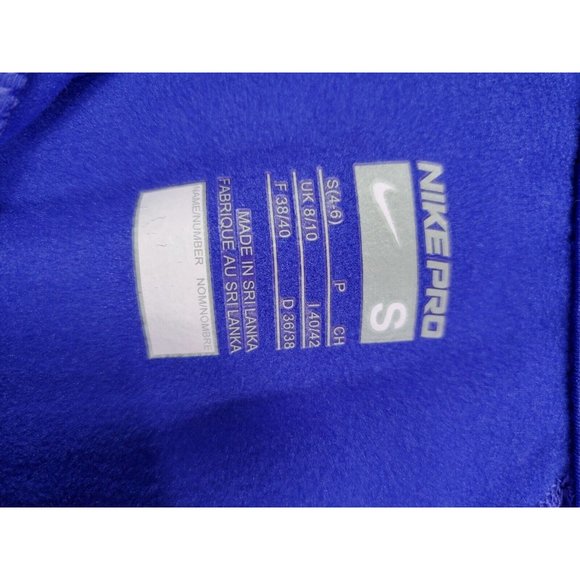 NIKE PRO
S
S(4-6) P CH
UK 8/10 I 40/42
F 38/40 D 36/38
MADE IN SRI LANKA
FABRIQUE AU SRI LANKA
NAME/NUMBER NOM/NOMBRE